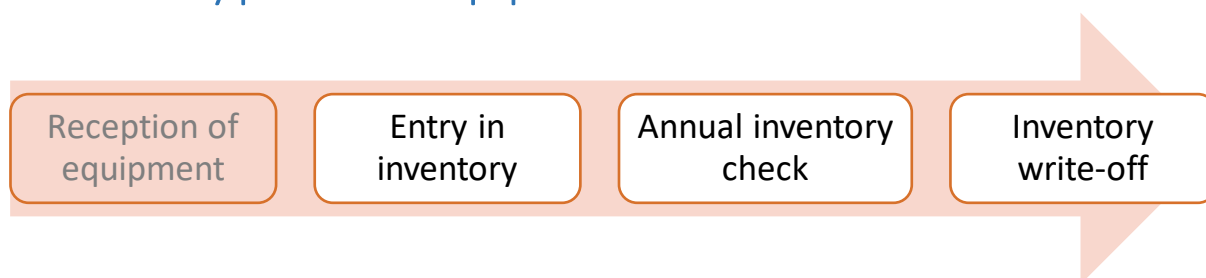 Reception of
equipment
Entry in
inventory
Annual inventory
check
Inventory
write-off